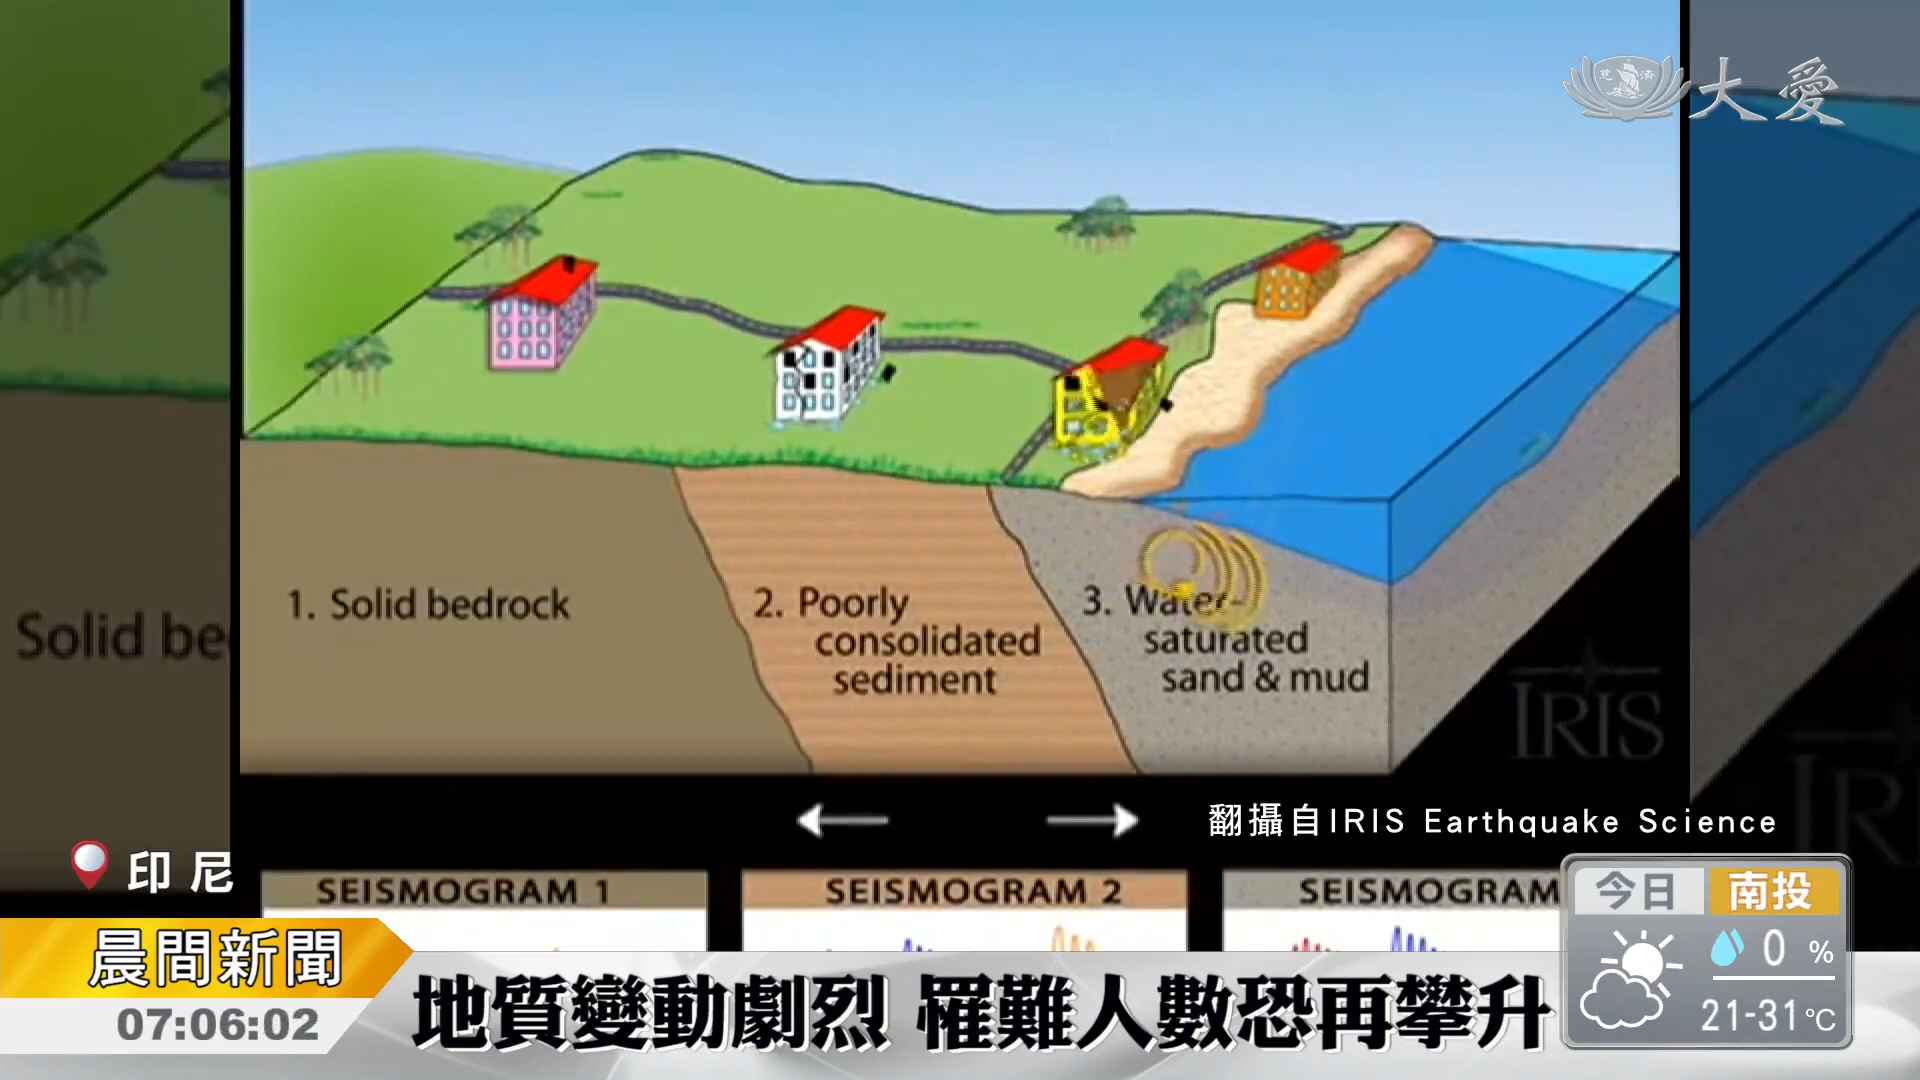 大愛
慈濟
1. Solid bedrock
2. Poorly
consolidated
sediment
3. Water-
saturated
sand & mud
Solid be
IRIS
翻攝自IRIS Earthquake Science
印尼
SEISMOGRAM 1
SEISMOGRAM 2
SEISMOGRAM
今日
南投
0 %
21-31°C
晨間新聞
07:06:02
地質變動劇烈 罹難人數恐再攀升